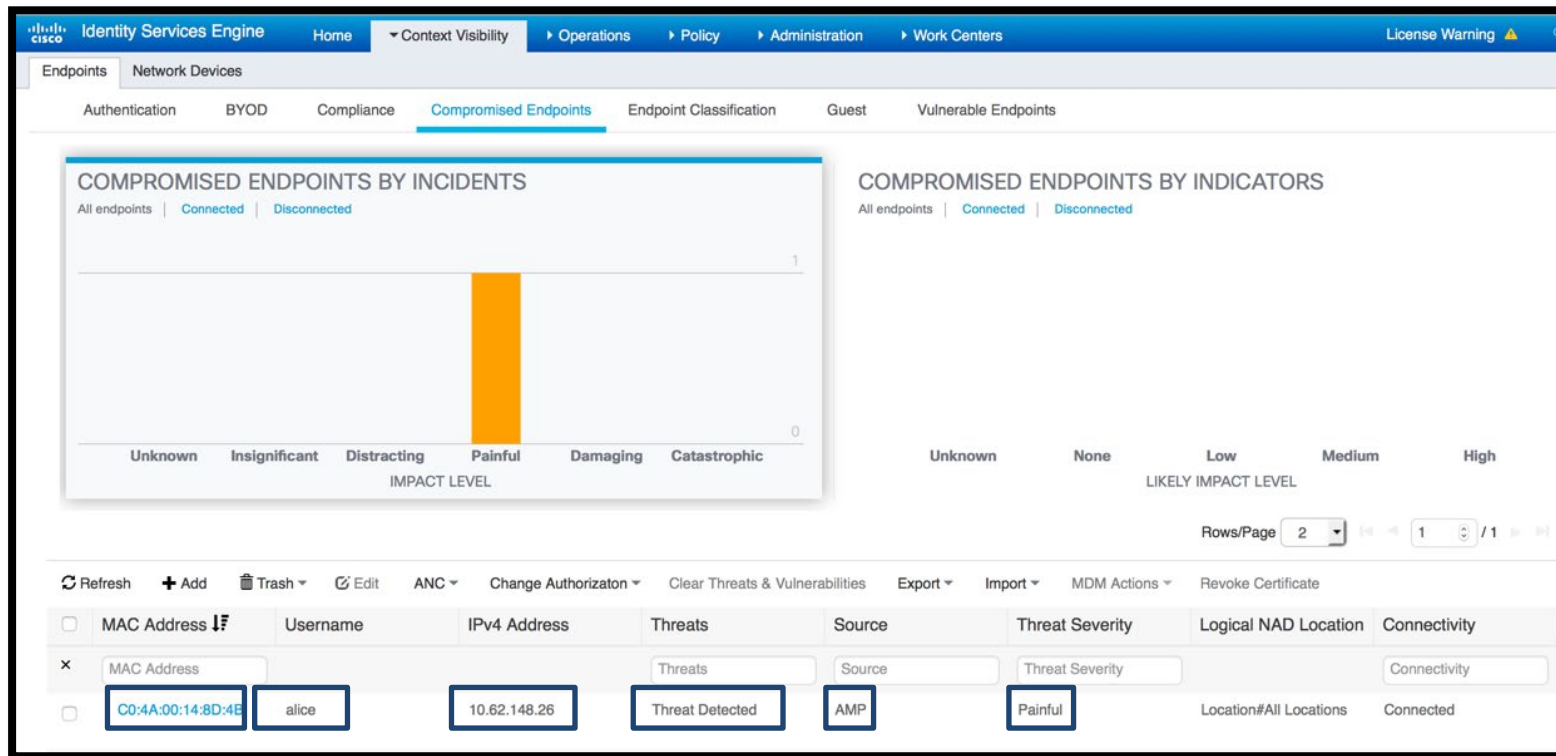 cisco Identity Services Engine Home Context Visibility Operations Policy Administration Work Centers License Warning
Endpoints Network Devices
Authentication BYOD Compliance Compromised Endpoints Endpoint Classification Guest Vulnerable Endpoints
COMPROMISED ENDPOINTS BY INCIDENTS
All endpoints | Connected | Disconnected
1
0
Unknown Insignificant Distracting Painful Damaging Catastrophic
IMPACT LEVEL
COMPROMISED ENDPOINTS BY INDICATORS
All endpoints | Connected | Disconnected
Unknown None Low Medium High
LIKELY IMPACT LEVEL
Rows/Page 2 1 / 1
Refresh Add Trash Edit ANC Change Authorizaton Clear Threats & Vulnerabilities Export Import MDM Actions Revoke Certificate
MAC Address Username IPv4 Address Threats Source Threat Severity Logical NAD Location Connectivity
× MAC Address Threats Source Threat Severity Connectivity
C0:4A:00:14:8D:4B alice 10.62.148.26 Threat Detected AMP Painful Location#All Locations Connected